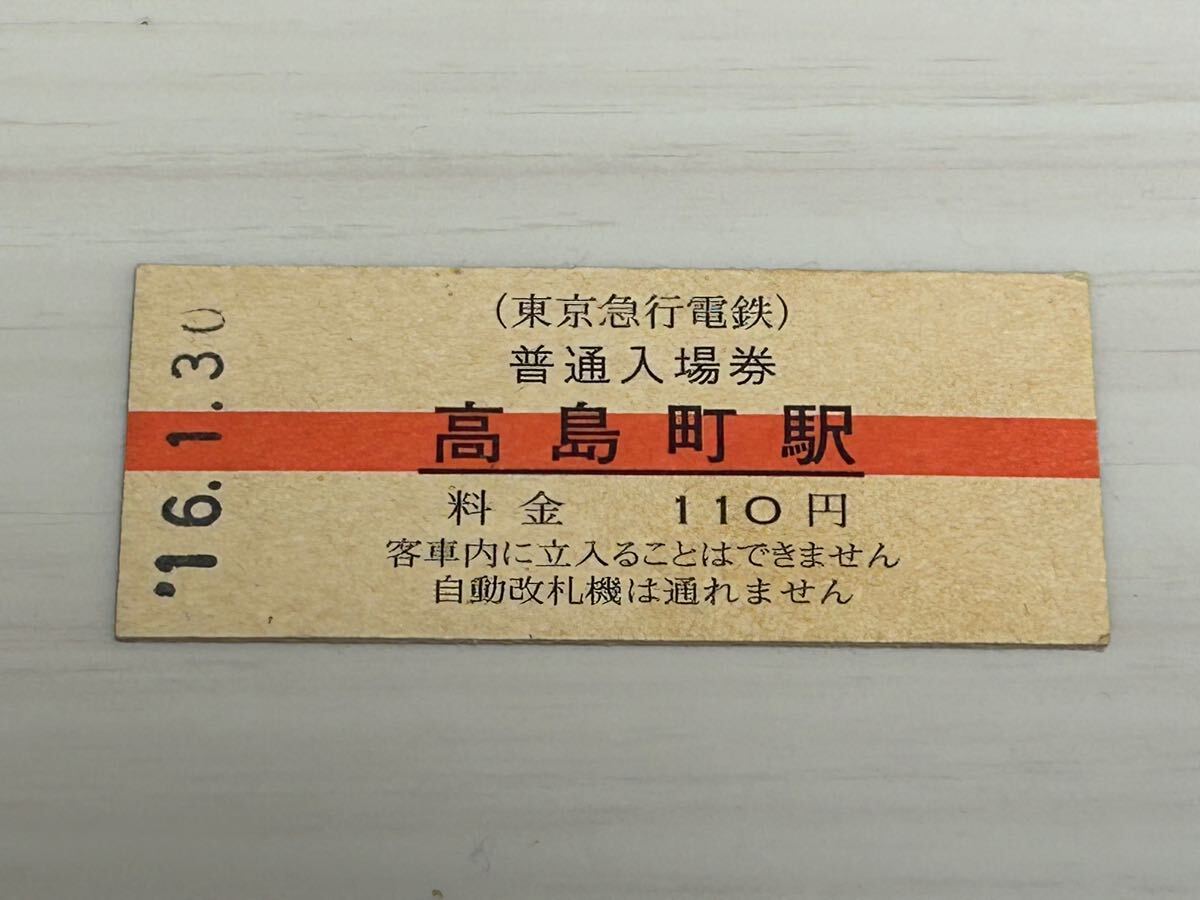 (東京急行電鉄)
普通入場券
高島町駅
料金 110円
客車内に立入ることはできません
自動改札機は通れません
'16.1.30